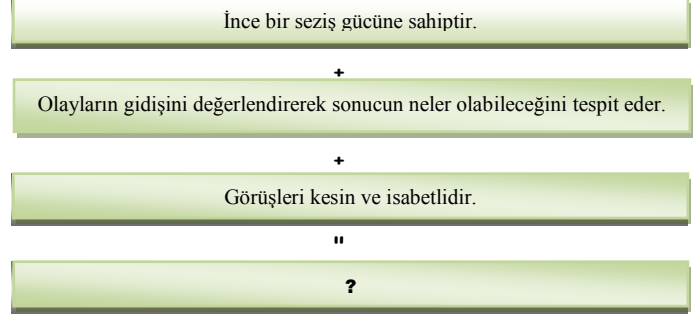 İnce bir seziş gücüne sahiptir.
+
Olayların gidişini değerlendirerek sonucun neler olabileceğini tespit eder.
+
Görüşleri kesin ve isabetlidir.
=
?